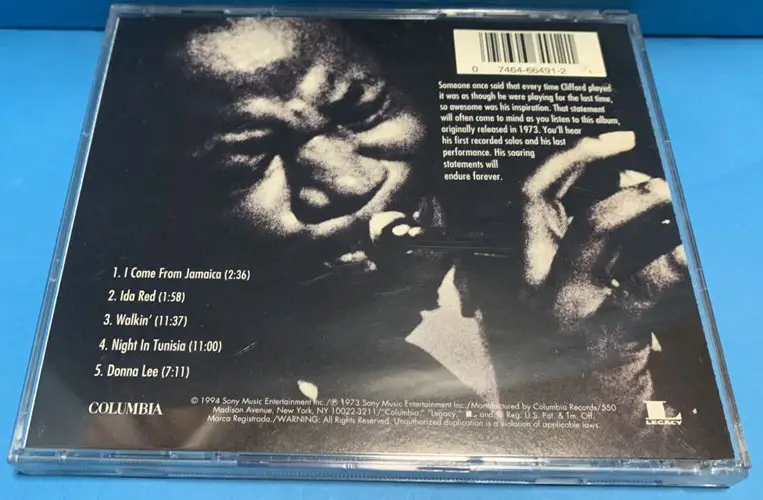 0 7464-66491-2
Someone once said that every time Clifford played
it was as though he were playing for the last time,
so awesome was his inspiration. That statement
will often come to mind as you listen to this album,
originally released in 1973. You'll hear
his first recorded solos and his last
performance. His soaring
statements will
endure forever.
1. I Come From Jamaica (2:36)
2. Ida Red (1:58)
3. Walkin' (11:37)
4. Night In Tunisia (11:00)
5. Donna Lee (7:11)
COLUMBIA
© 1994 Sony Music Entertainment Inc./℗ 1973 Sony Music Entertainment Inc./Manufactured by Columbia Records/550
Madison Avenue, New York, NY 10022-3211/"Columbia," "Legacy," L and ® Reg. U.S. Pat. & Tm. Off.
Marca Registrada./WARNING: All Rights Reserved. Unauthorized duplication is a violation of applicable laws.
L
LEGACY